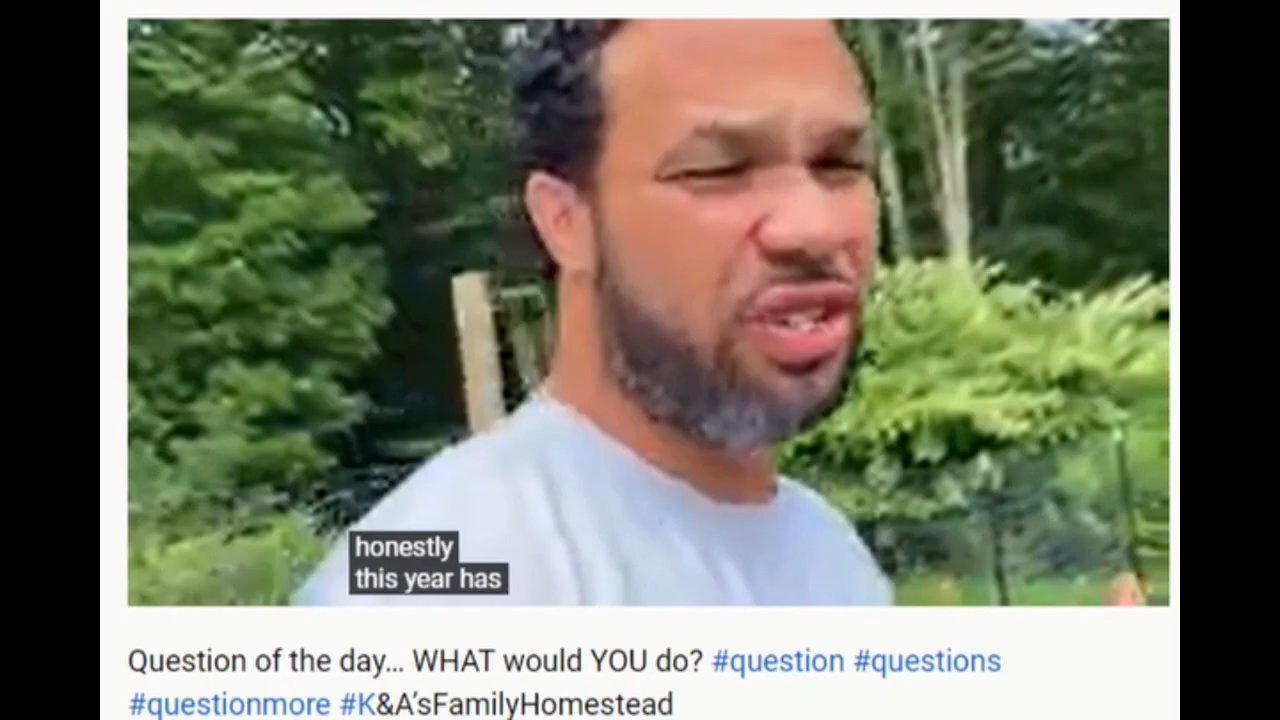 honestly
this year has
Question of the day... WHAT would YOU do? #question #questions
#questionmore #K&A'sFamilyHomestead